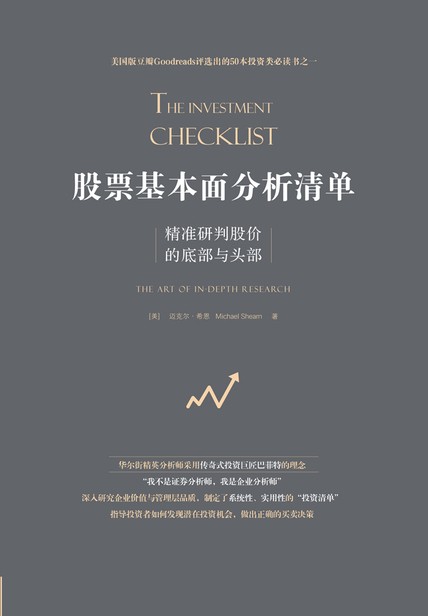 美国版豆瓣Goodreads评选出的50本投资类必读书之一
THE INVESTMENT
CHECKLIST
股票基本面分析清单
精准研判股价
的底部与头部
THE ART OF IN-DEPTH RESEARCH
[美] 迈克尔·希恩 Michael Shearn 著
华尔街精英分析师采用传奇式投资巨匠巴菲特的理念
“我不是证券分析师，我是企业分析师”
深入研究企业价值与管理层品质，制定了系统性、实用性的“投资清单”
指导投资者如何发现潜在投资机会，做出正确的买卖决策